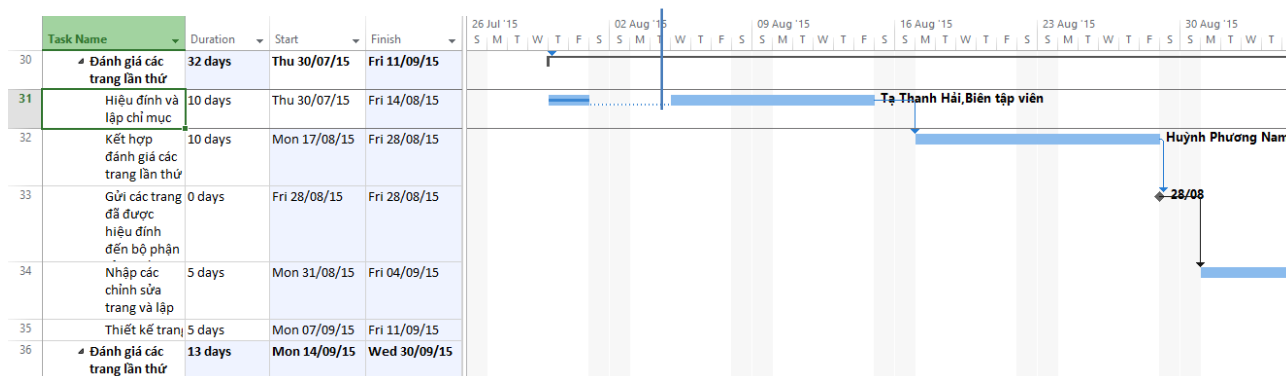 26 Jul '15 02 Aug '15 09 Aug '15 16 Aug '15 23 Aug '15 30 Aug '15
Task Name Duration Start Finish S M T W T F S S M T W T F S S M T W T F S S M T W T F S S M T W T F S S M T W T
30 Đánh giá các 32 days Thu 30/07/15 Fri 11/09/15
trang lần thứ
31 Hiệu đính và 10 days Thu 30/07/15 Fri 14/08/15 Tạ Thanh Hải,Biên tập viên
lập chỉ mục
32 Kết hợp 10 days Mon 17/08/15 Fri 28/08/15 Huỳnh Phương Nam
đánh giá các
trang lần thứ
33 Gửi các trang 0 days Fri 28/08/15 Fri 28/08/15 28/08
đã được
hiệu đính
đến bộ phận
34 Nhập các 5 days Mon 31/08/15 Fri 04/09/15
chỉnh sửa
trang và lập
35 Thiết kế trang 5 days Mon 07/09/15 Fri 11/09/15
36 Đánh giá các 13 days Mon 14/09/15 Wed 30/09/15
trang lần thứ